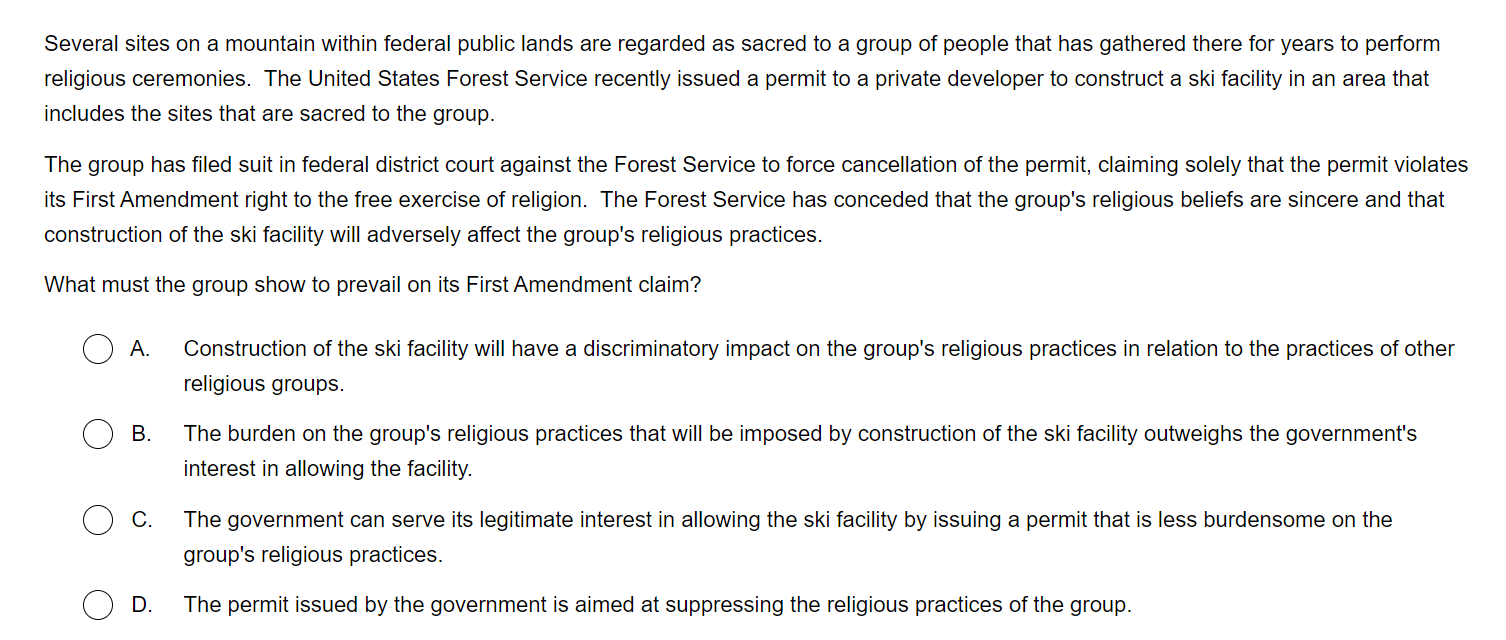 Several sites on a mountain within federal public lands are regarded as sacred to a group of people that has gathered there for years to perform
religious ceremonies.  The United States Forest Service recently issued a permit to a private developer to construct a ski facility in an area that
includes the sites that are sacred to the group.
The group has filed suit in federal district court against the Forest Service to force cancellation of the permit, claiming solely that the permit violates
its First Amendment right to the free exercise of religion.  The Forest Service has conceded that the group's religious beliefs are sincere and that
construction of the ski facility will adversely affect the group's religious practices.
What must the group show to prevail on its First Amendment claim?
A. Construction of the ski facility will have a discriminatory impact on the group's religious practices in relation to the practices of other
religious groups.
B. The burden on the group's religious practices that will be imposed by construction of the ski facility outweighs the government's
interest in allowing the facility.
C. The government can serve its legitimate interest in allowing the ski facility by issuing a permit that is less burdensome on the
group's religious practices.
D. The permit issued by the government is aimed at suppressing the religious practices of the group.